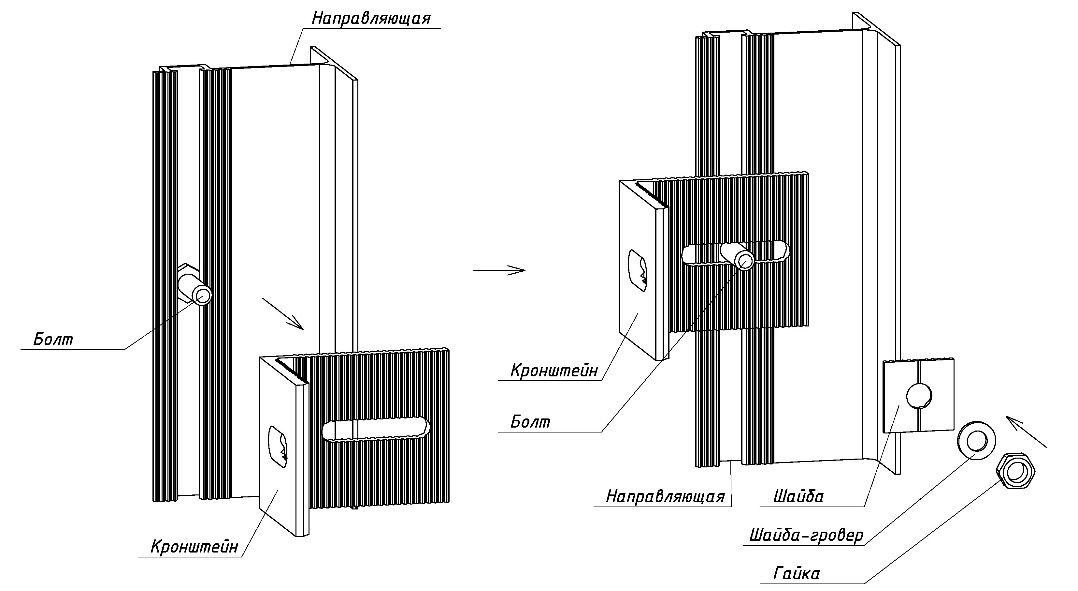 Направляющая
Болт
Кронштейн
Кронштейн
Болт
Направляющая
Шайба
Шайба-гровер
Гайка